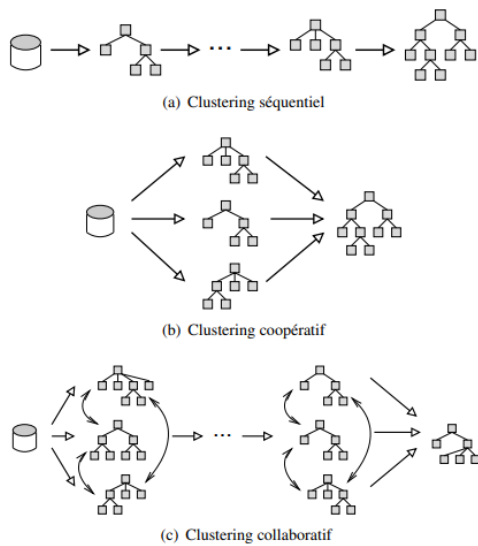 ...
(a) Clustering séquentiel
(b) Clustering coopératif
...
...
(c) Clustering collaboratif